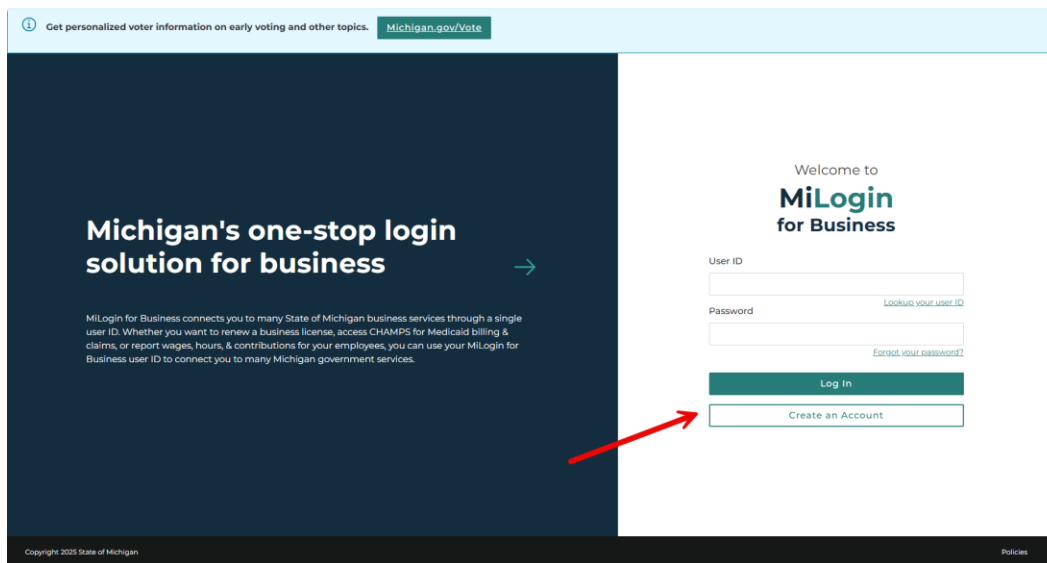 Get personalized voter information on early voting and other topics. Michigan.gov/Vote
Michigan's one-stop login
solution for business
MiLogin for Business connects you to many State of Michigan business services through a single
user ID. Whether you want to renew a business license, access CHAMPS for Medicaid billing &
claims, or report wages, hours, & contributions for your employees, you can use your MiLogin for
Business user ID to connect you to many Michigan government services.
Welcome to
MiLogin
for Business
User ID
Lookup your user ID
Password
Forgot your password?
Log In
Create an Account
Copyright 2025 State of Michigan
Policies